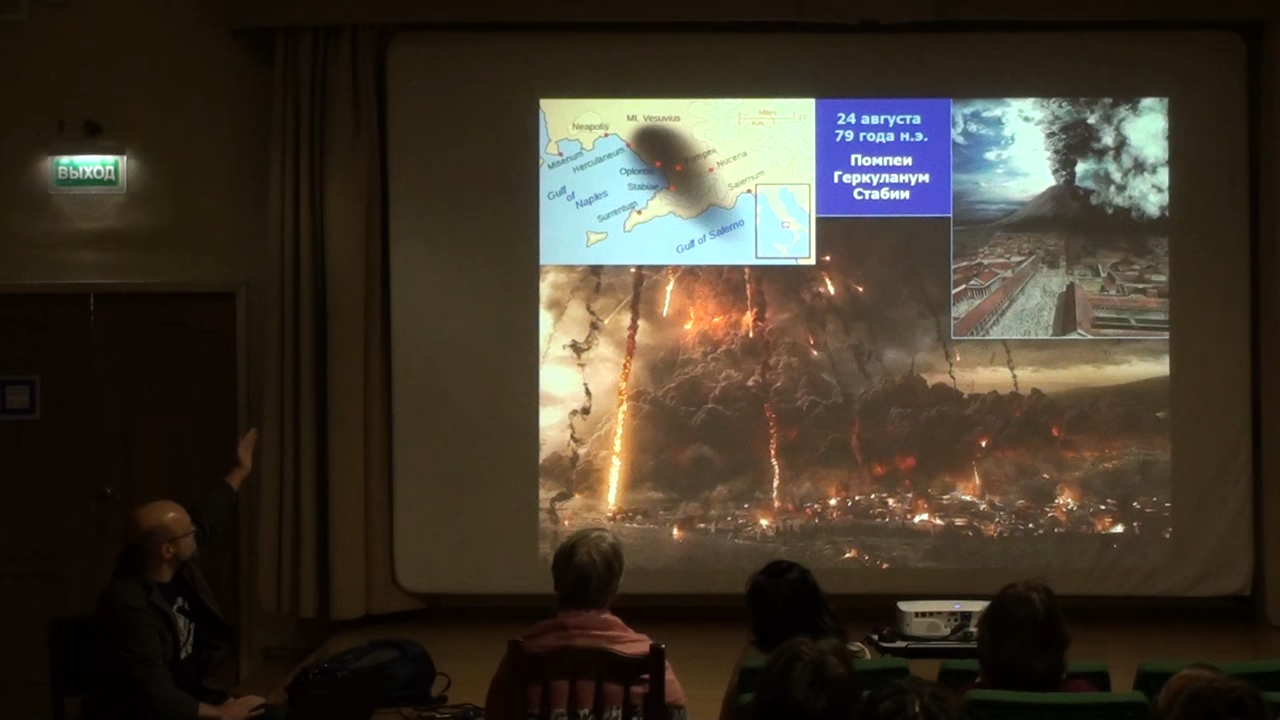 ВЫХОД
Mt. Vesuvius
Neapolis
Misenum
Herculaneum
Oplontis
Nuceria
Stabiae
Salernum
Surrentum
Gulf
of
Naples
Gulf of Salerno
Miles
Km.
24 августа
79 года н.э.
Помпеи
Геркуланум
Стабии